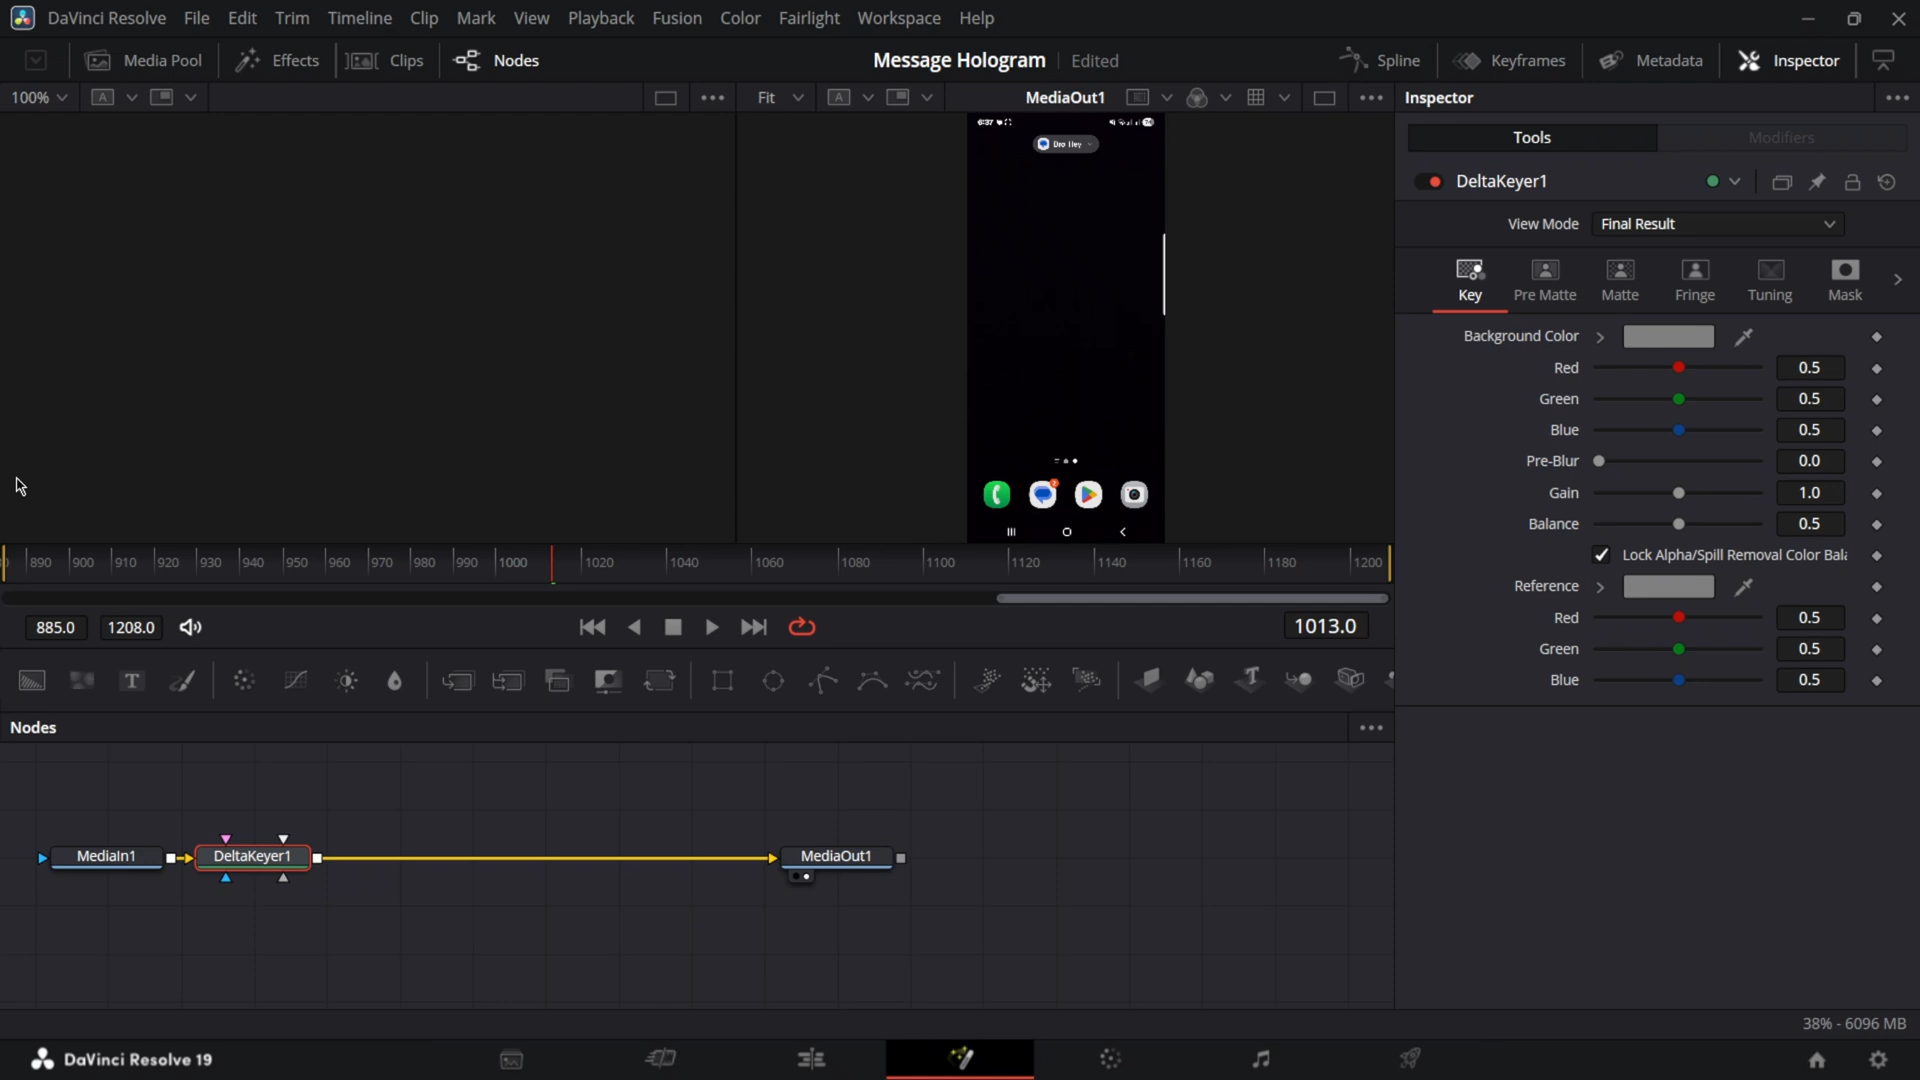 DaVinci Resolve File Edit Trim Timeline Clip Mark View Playback Fusion Color Fairlight Workspace Help
Media Pool Effects Clips Nodes Message Hologram Edited Spline Keyframes Metadata Inspector
100% A Fit A MediaOut1 Inspector
6:37
Tools Modifiers
DeltaKeyer1
View Mode Final Result
Key Pre Matte Matte Fringe Tuning Mask
Background Color
Red 0.5
Green 0.5
Blue 0.5
Pre-Blur 0.0
Gain 1.0
Balance 0.5
Lock Alpha/Spill Removal Color Bala
Reference
Red 0.5
Green 0.5
Blue 0.5
890 900 910 920 930 940 950 960 970 980 990 1000 1020 1040 1060 1080 1100 1120 1140 1160 1180 1200
885.0 1208.0 1013.0
T T
Nodes
MediaIn1 DeltaKeyer1 MediaOut1
38% - 6096 MB
DaVinci Resolve 19